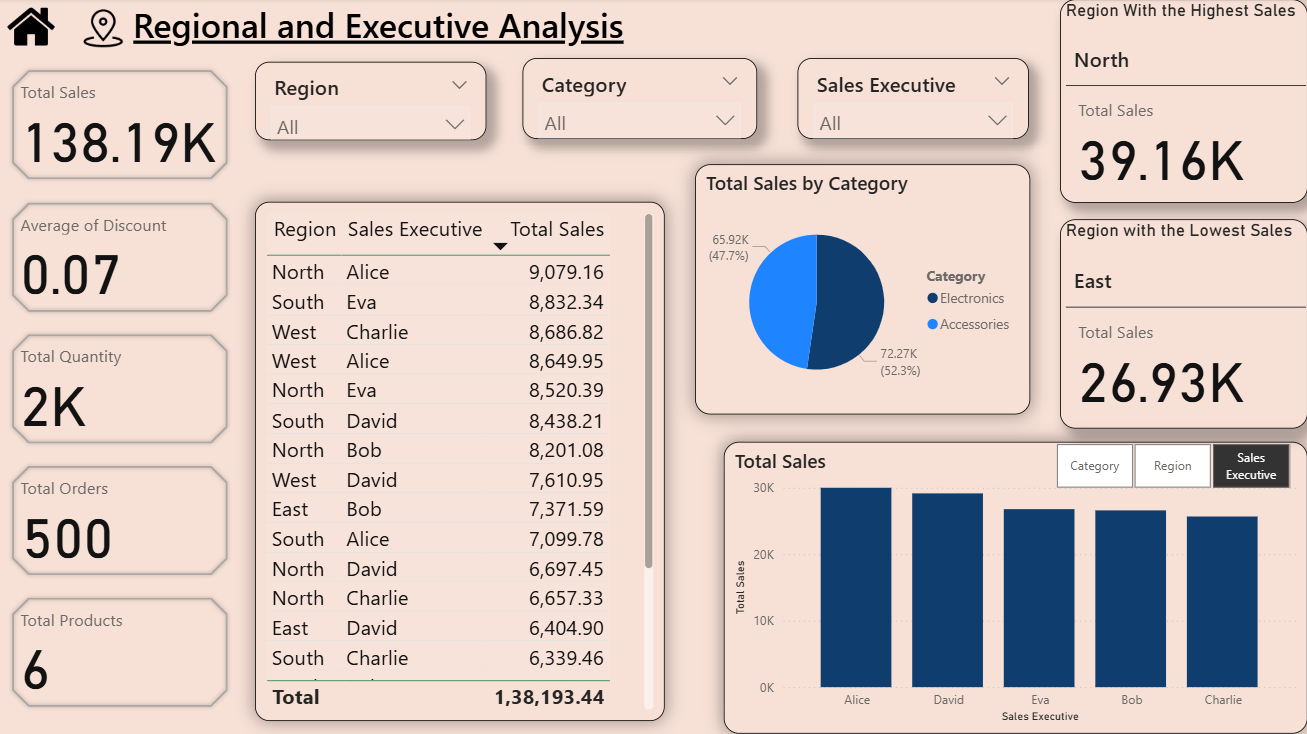 Regional and Executive Analysis
Total Sales
138.19K
Average of Discount
0.07
Total Quantity
2K
Total Orders
500
Total Products
6
Region
All
Category
All
Sales Executive
All
Region With the Highest Sales
North
Total Sales
39.16K
Region with the Lowest Sales
East
Total Sales
26.93K
Region Sales Executive Total Sales
North Alice 9,079.16
South Eva 8,832.34
West Charlie 8,686.82
West Alice 8,649.95
North Eva 8,520.39
South David 8,438.21
North Bob 8,201.08
West David 7,610.95
East Bob 7,371.59
South Alice 7,099.78
North David 6,697.45
North Charlie 6,657.33
East David 6,404.90
South Charlie 6,339.46
Total 1,38,193.44
Total Sales by Category
65.92K
(47.7%)
72.27K
(52.3%)
Category
Electronics
Accessories
Total Sales
Category
Region
Sales
Executive
30K
20K
10K
0K
Total Sales
Alice David Eva Bob Charlie
Sales Executive